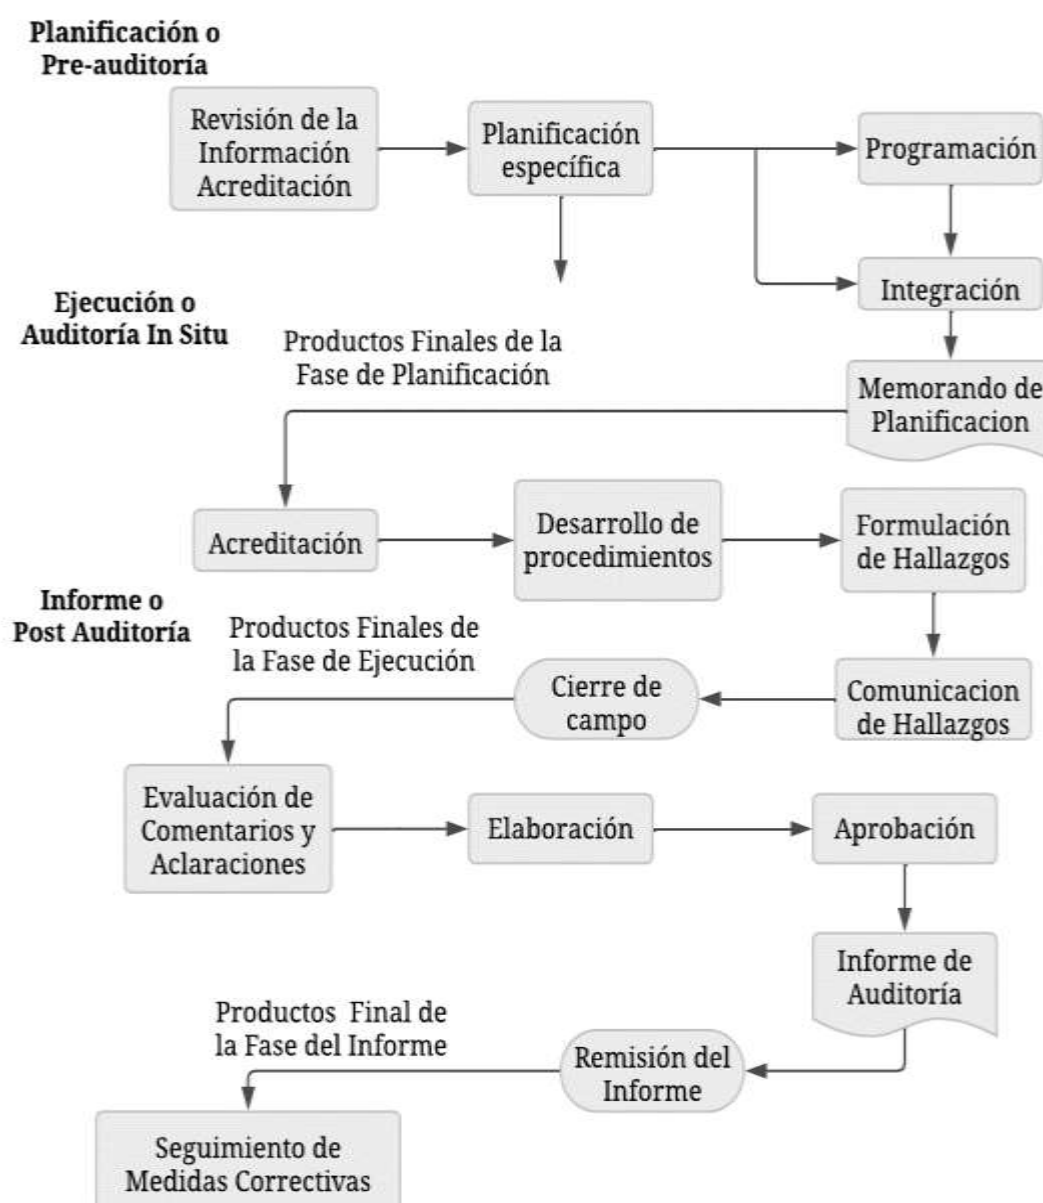 Planificación o
Pre-auditoría
Revisión de la
Información
Acreditación
Planificación
específica
Programación
Integración
Ejecución o
Auditoría In Situ
Productos Finales de la
Fase de Planificación
Memorando de
Planificacion
Acreditación
Desarrollo de
procedimientos
Formulación
de Hallazgos
Informe o
Post Auditoría
Productos Finales de
la Fase de Ejecución
Cierre de
campo
Comunicacion
de Hallazgos
Evaluación de
Comentarios y
Aclaraciones
Elaboración
Aprobación
Informe de
Auditoría
Productos Final de
la Fase del Informe
Remisión del
Informe
Seguimiento de
Medidas Correctivas